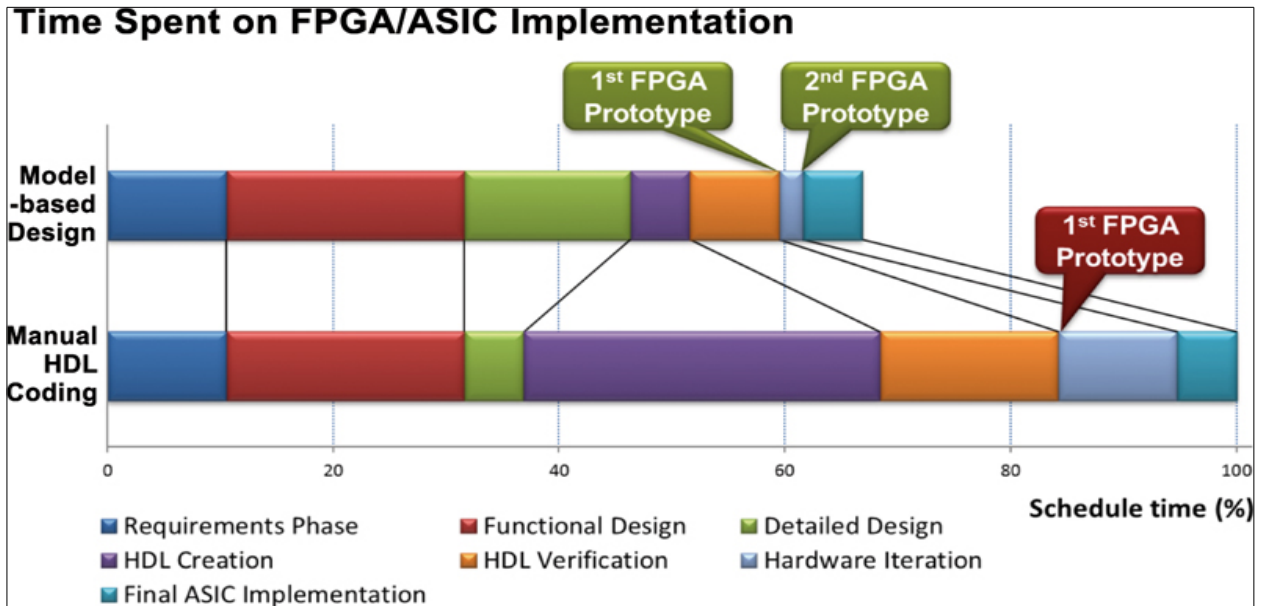 Time Spent on FPGA/ASIC Implementation
1st FPGA
Prototype
2nd FPGA
Prototype
Model
-based
Design
1st FPGA
Prototype
Manual
HDL
Coding
0
20
40
60
80
100
Schedule time (%)
Requirements Phase
Functional Design
Detailed Design
HDL Creation
HDL Verification
Hardware Iteration
Final ASIC Implementation